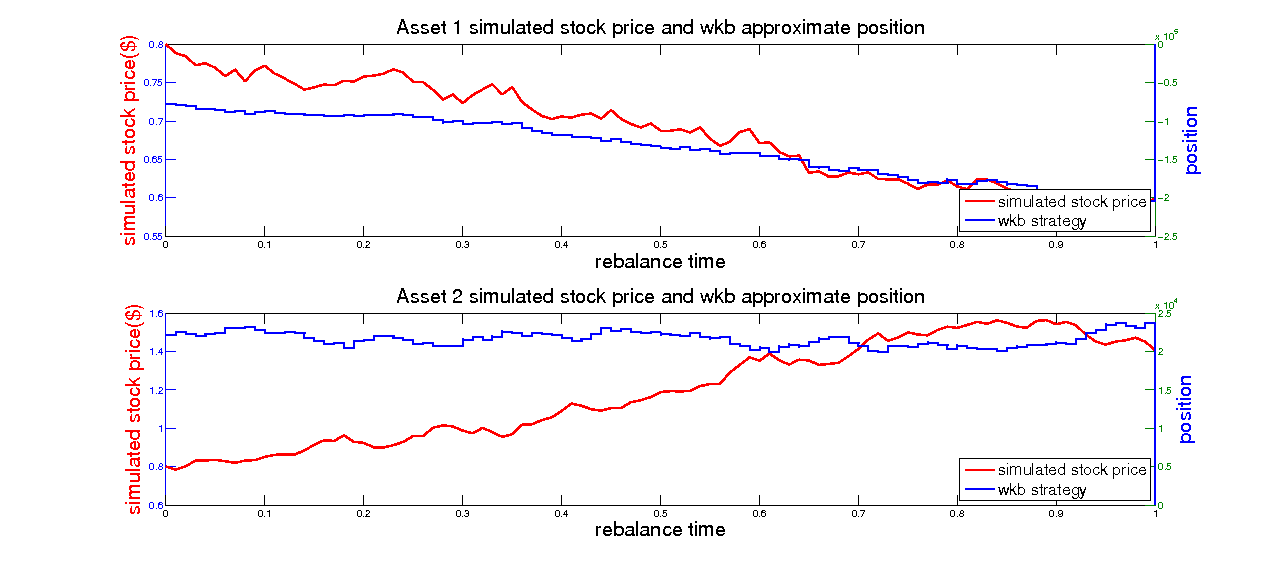 Asset 1 simulated stock price and wkb approximate position
x 10^5
simulated stock price($)
0.8
0.75
0.7
0.65
0.6
0.55
0
-0.5
-1
-1.5
-2
-2.5
position
simulated stock price
wkb strategy
0 0.1 0.2 0.3 0.4 0.5 0.6 0.7 0.8 0.9 1
rebalance time
Asset 2 simulated stock price and wkb approximate position
x 10^4
simulated stock price($)
1.6
1.4
1.2
1
0.8
0.6
2.5
2
1.5
1
0.5
0
position
simulated stock price
wkb strategy
0 0.1 0.2 0.3 0.4 0.5 0.6 0.7 0.8 0.9 1
rebalance time